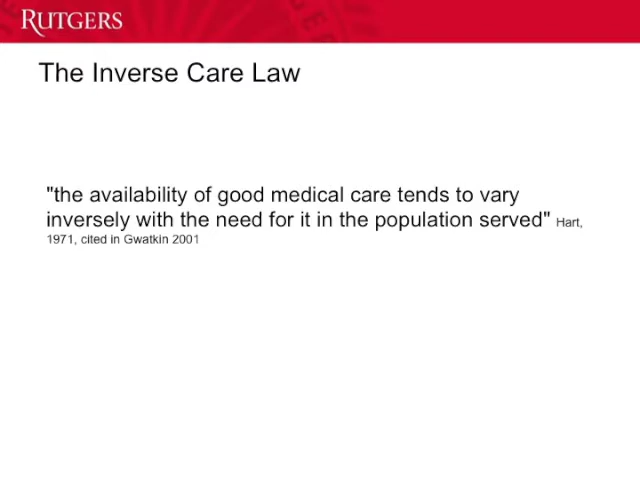 RUTGERS
The Inverse Care Law
"the availability of good medical care tends to vary
inversely with the need for it in the population served" Hart,
1971, cited in Gwatkin 2001